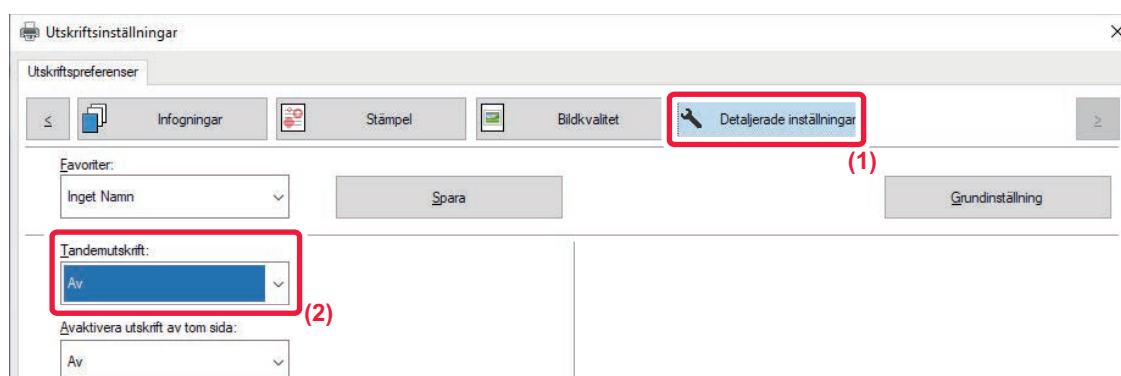 Utskriftsinställningar
Utskriftspreferenser
≤ Infogningar Stämpel Bildkvalitet Detaljerade inställningar ≥
(1)
Favoriter:
Inget Namn Spara Grundinställning
Tandemutskrift:
Av
(2)
Avaktivera utskrift av tom sida:
Av